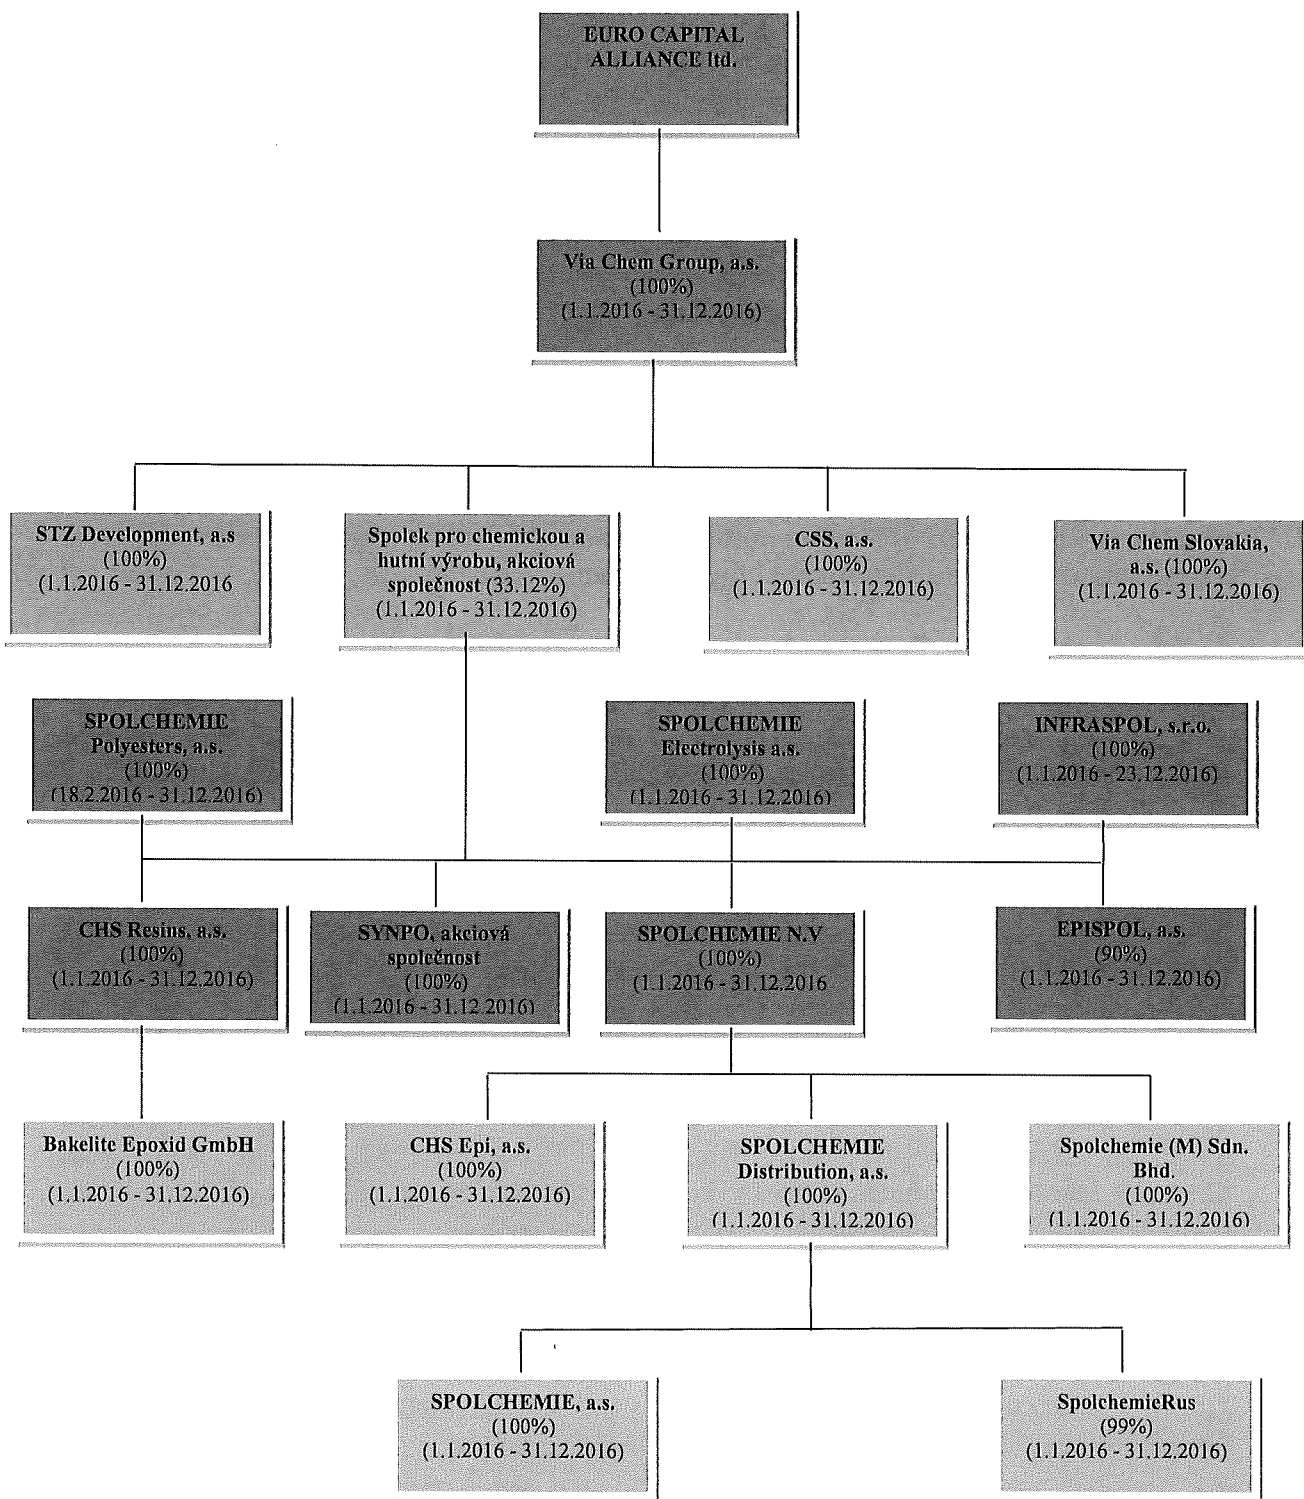 EURO CAPITAL
ALLIANCE ltd.
Via Chem Group, a.s.
(100%)
(1.1.2016 - 31.12.2016)
STZ Development, a.s
(100%)
(1.1.2016 - 31.12.2016
Spolek pro chemickou a
hutní výrobu, akciová
společnost (33.12%)
(1.1.2016 - 31.12.2016)
CSS, a.s.
(100%)
(1.1.2016 - 31.12.2016)
Via Chem Slovakia,
a.s. (100%)
(1.1.2016 - 31.12.2016)
SPOLCHEMIE
Polyesters, a.s.
(100%)
(18.2.2016 - 31.12.2016)
SPOLCHEMIE
Electrolysis a.s.
(100%)
(1.1.2016 - 31.12.2016)
INFRASPOL, s.r.o.
(100%)
(1.1.2016 - 23.12.2016)
CHS Resins, a.s.
(100%)
(1.1.2016 - 31.12.2016)
SYNPO, akciová
společnost
(100%)
(1.1.2016 - 31.12.2016)
SPOLCHEMIE N.V
(100%)
(1.1.2016 - 31.12.2016
EPISPOL, a.s.
(90%)
(1.1.2016 - 31.12.2016)
Bakelite Epoxid GmbH
(100%)
(1.1.2016 - 31.12.2016)
CHS Epi, a.s.
(100%)
(1.1.2016 - 31.12.2016)
SPOLCHEMIE
Distribution, a.s.
(100%)
(1.1.2016 - 31.12.2016)
Spolchemie (M) Sdn.
Bhd.
(100%)
(1.1.2016 - 31.12.2016)
SPOLCHEMIE, a.s.
(100%)
(1.1.2016 - 31.12.2016)
SpolchemieRus
(99%)
(1.1.2016 - 31.12.2016)